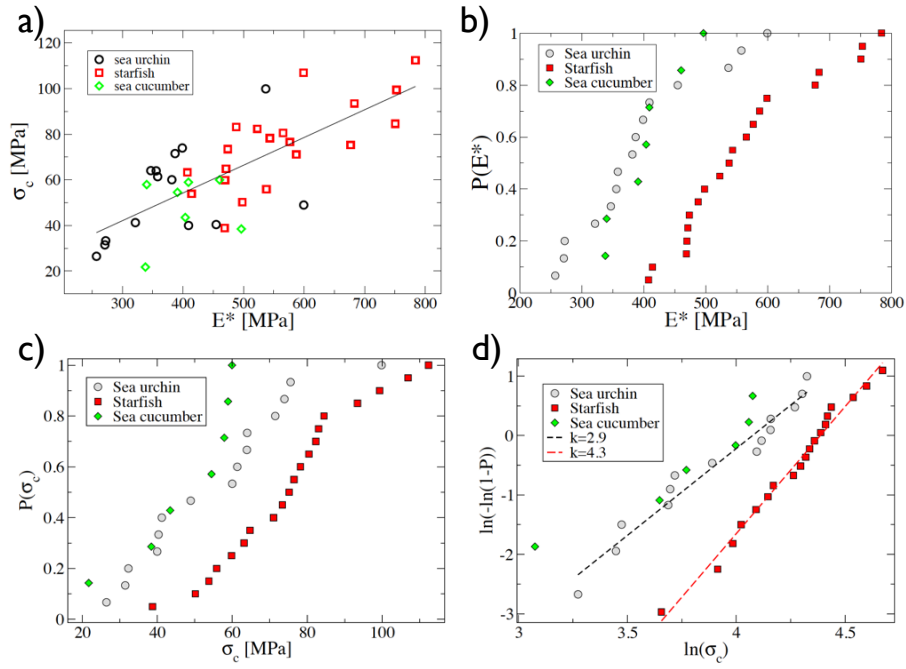 a)
120
100
80
60
40
20
σc [MPa]
sea urchin
starfish
sea cucumber
300 400 500 600 700 800
E* [MPa]
b)
1
0.8
0.6
0.4
0.2
0
P(E*)
Sea urchin
Starfish
Sea cucumber
200 300 400 500 600 700 800
E* [MPa]
c)
1
0.8
0.6
0.4
0.2
0
P(σc)
Sea urchin
Starfish
Sea cucumber
20 40 60 80 100
σc [MPa]
d)
1
0
-1
-2
-3
ln(-ln(1-P))
Sea urchin
Starfish
Sea cucumber
k=2.9
k=4.3
3 3.5 4 4.5
ln(σc)